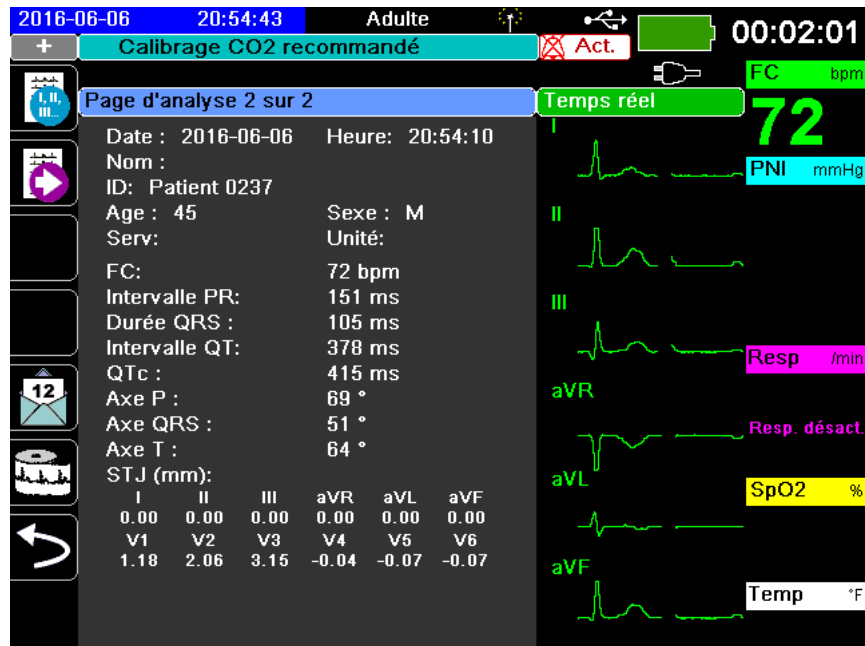 2016-06-06 20:54:43 Adulte
00:02:01
+ Calibrage CO2 recommandé Act.
FC bpm
72
I, II,
III...
Page d'analyse 2 sur 2
Temps réel
Date : 2016-06-06 Heure: 20:54:10
Nom :
ID: Patient 0237
Age : 45 Sexe : M
Serv: Unité:
FC: 72 bpm
Intervalle PR: 151 ms
Durée QRS : 105 ms
Intervalle QT: 378 ms
QTc : 415 ms
Axe P : 69 °
Axe QRS : 51 °
Axe T : 64 °
STJ (mm):
I II III aVR aVL aVF
0.00 0.00 0.00 0.00 0.00 0.00
V1 V2 V3 V4 V5 V6
1.18 2.06 3.15 -0.04 -0.07 -0.07
12
I
II
III
aVR
aVL
aVF
PNI mmHg
Resp /min
Resp. désact.
SpO2 %
Temp °F